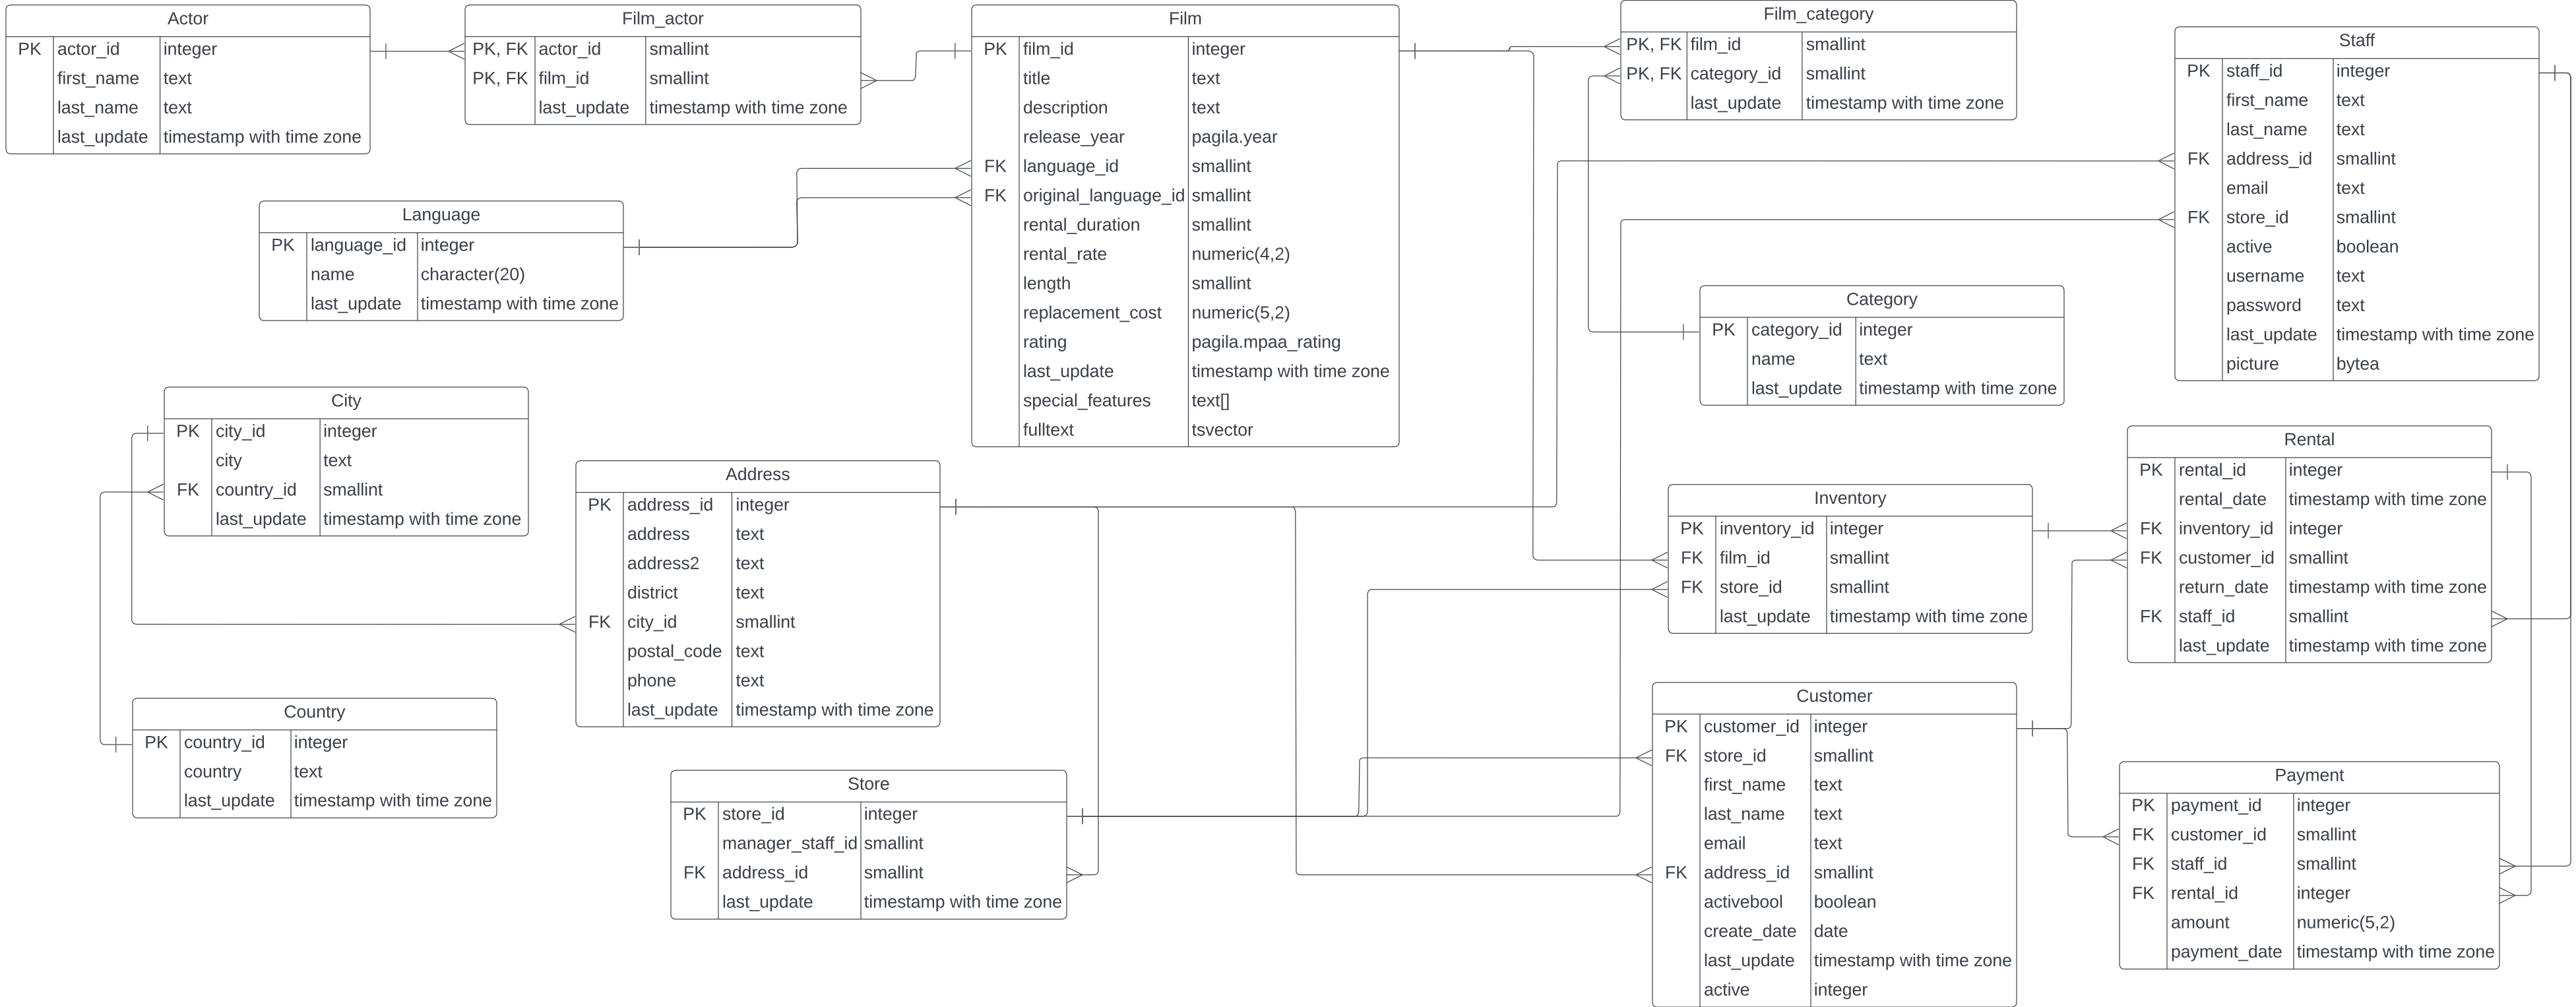 Actor
PK actor_id integer
first_name text
last_name text
last_update timestamp with time zone
Film_actor
PK, FK actor_id smallint
PK, FK film_id smallint
last_update timestamp with time zone
Film
PK film_id integer
title text
description text
release_year pagila.year
FK language_id smallint
FK original_language_id smallint
rental_duration smallint
rental_rate numeric(4,2)
length smallint
replacement_cost numeric(5,2)
rating pagila.mpaa_rating
last_update timestamp with time zone
special_features text[]
fulltext tsvector
Film_category
PK, FK film_id smallint
PK, FK category_id smallint
last_update timestamp with time zone
Staff
PK staff_id integer
first_name text
last_name text
FK address_id smallint
email text
FK store_id smallint
active boolean
username text
password text
last_update timestamp with time zone
picture bytea
Language
PK language_id integer
name character(20)
last_update timestamp with time zone
Category
PK category_id integer
name text
last_update timestamp with time zone
City
PK city_id integer
city text
FK country_id smallint
last_update timestamp with time zone
Address
PK address_id integer
address text
address2 text
district text
FK city_id smallint
postal_code text
phone text
last_update timestamp with time zone
Inventory
PK inventory_id integer
FK film_id smallint
FK store_id smallint
last_update timestamp with time zone
Rental
PK rental_id integer
rental_date timestamp with time zone
FK inventory_id integer
FK customer_id smallint
return_date timestamp with time zone
FK staff_id smallint
last_update timestamp with time zone
Country
PK country_id integer
country text
last_update timestamp with time zone
Store
PK store_id integer
manager_staff_id smallint
FK address_id smallint
last_update timestamp with time zone
Customer
PK customer_id integer
FK store_id smallint
first_name text
last_name text
email text
FK address_id smallint
activebool boolean
create_date date
last_update timestamp with time zone
active integer
Payment
PK payment_id integer
FK customer_id smallint
FK staff_id smallint
FK rental_id integer
amount numeric(5,2)
payment_date timestamp with time zone